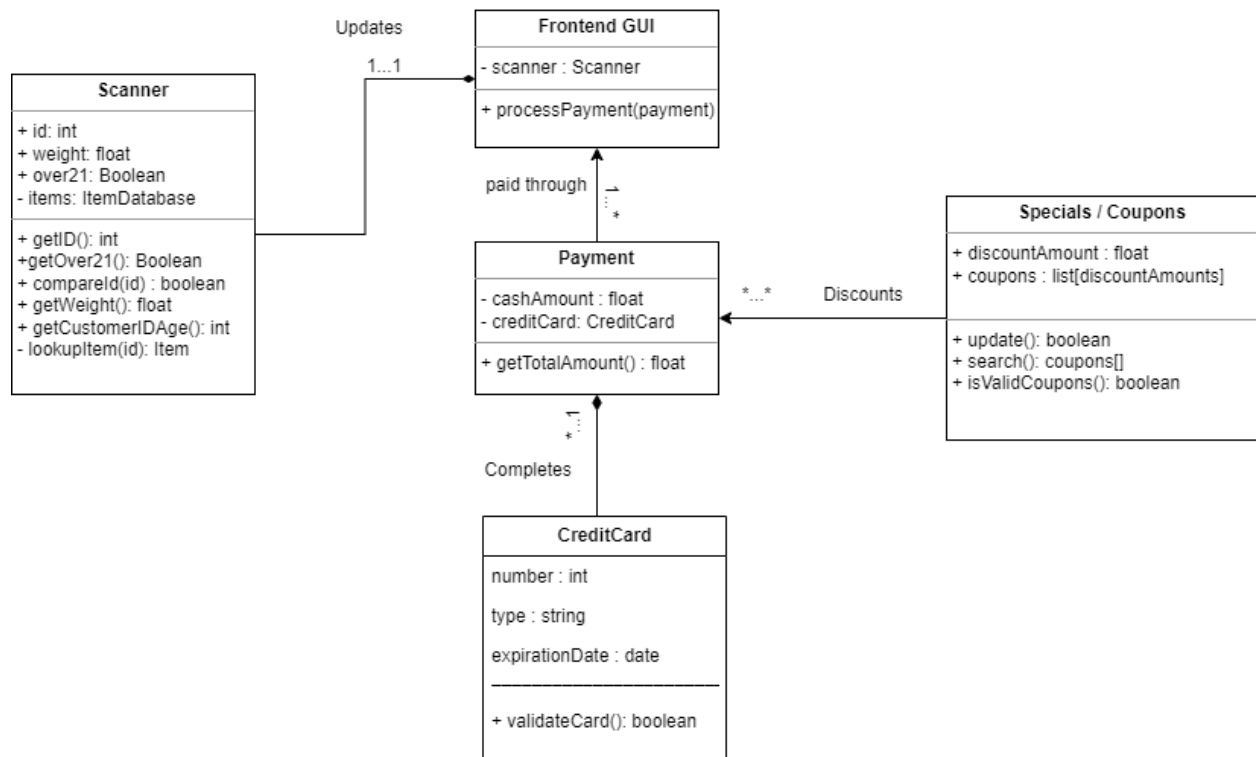 Updates
1...1
Frontend GUI
- scanner : Scanner
+ processPayment(payment)
Scanner
+ id: int
+ weight: float
+ over21: Boolean
- items: ItemDatabase
+ getID(): int
+getOver21(): Boolean
+ compareId(id) : boolean
+ getWeight(): float
+ getCustomerIDAge(): int
- lookupItem(id): Item
paid through
1...*
Payment
- cashAmount : float
- creditCard: CreditCard
+ getTotalAmount() : float
*...*
Discounts
Specials / Coupons
+ discountAmount : float
+ coupons : list[discountAmounts]
+ update(): boolean
+ search(): coupons[]
+ isValidCoupons(): boolean
*...1
Completes
CreditCard
number : int
type : string
expirationDate : date
+ validateCard(): boolean